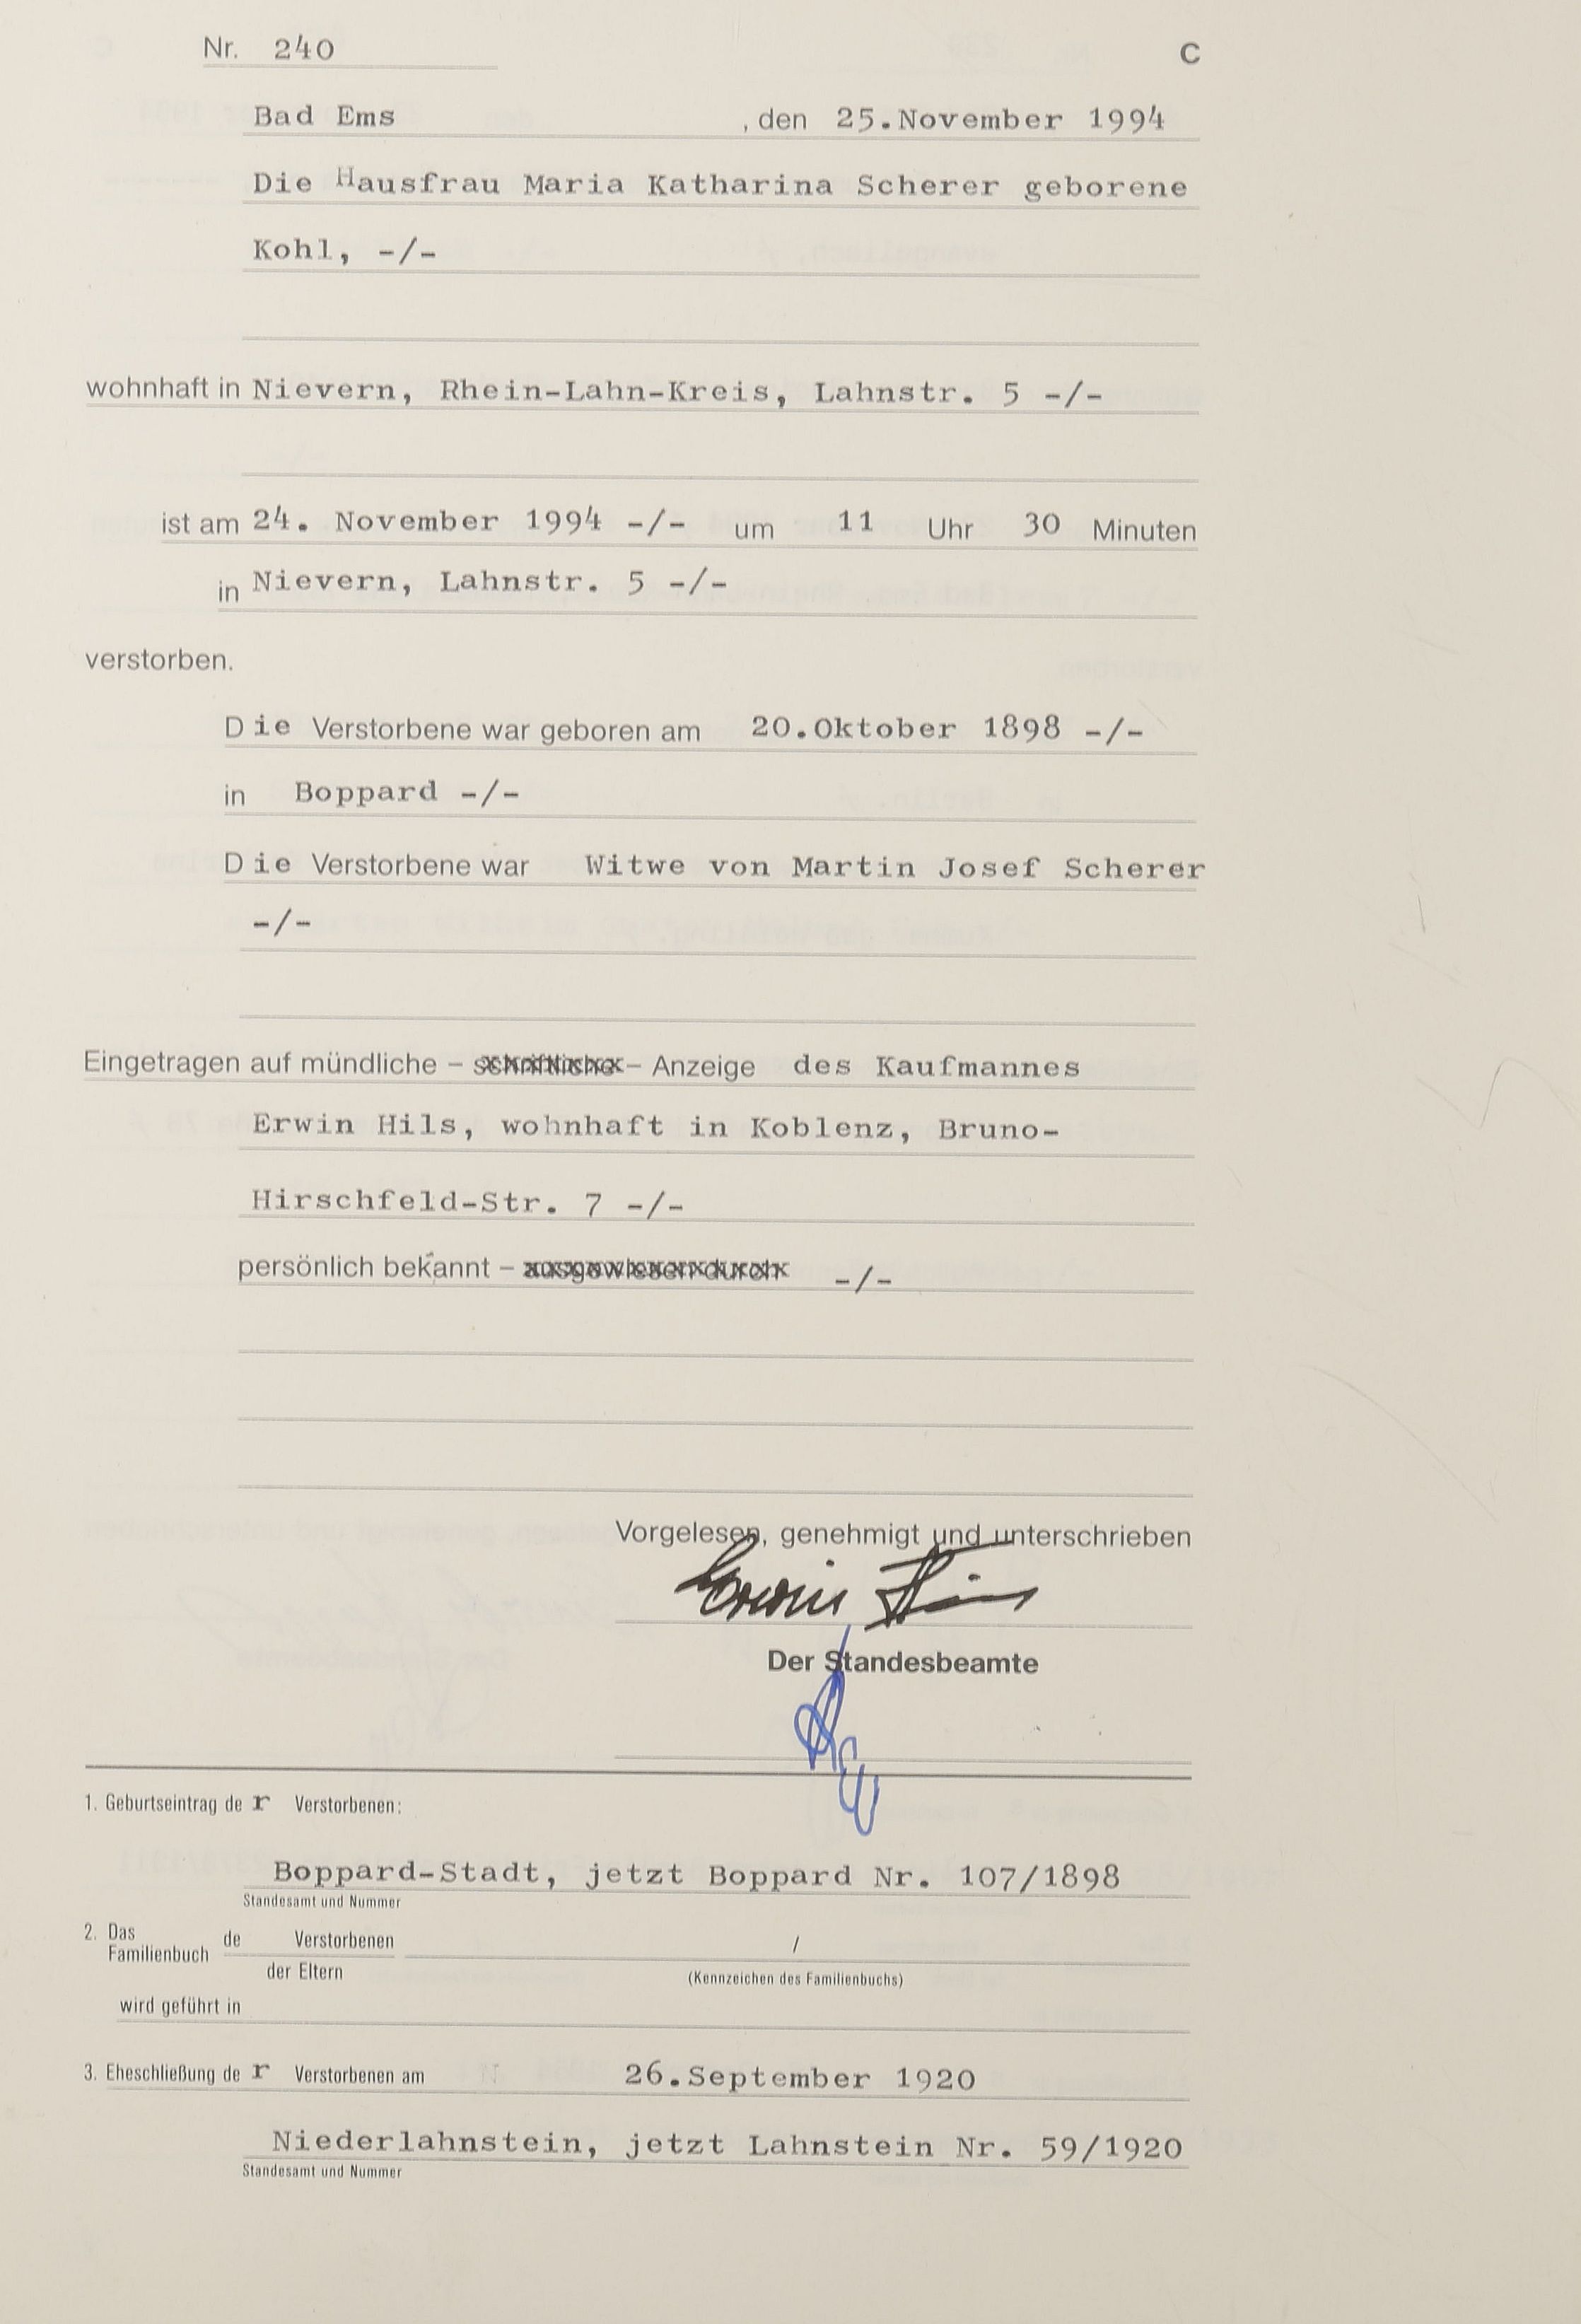 Nr. 240 C
Bad Ems , den 25.November 1994
Die Hausfrau Maria Katharina Scherer geborene
Kohl, -/-
wohnhaft in Nievern, Rhein-Lahn-Kreis, Lahnstr. 5 -/-
ist am 24. November 1994 -/- um 11 Uhr 30 Minuten
in Nievern, Lahnstr. 5 -/-
verstorben.
Die Verstorbene war geboren am 20.Oktober 1898 -/-
in Boppard -/-
Die Verstorbene war Witwe von Martin Josef Scherer
-/-
Eingetragen auf mündliche – schriftliche – Anzeige des Kaufmannes
Erwin Hils, wohnhaft in Koblenz, Bruno-
Hirschfeld-Str. 7 -/-
persönlich bekannt – ausgewiesen durch -/-
Vorgelesen, genehmigt und unterschrieben
Erwin Hils
Der Standesbeamte
1. Geburtseintrag der Verstorbenen:
Boppard-Stadt, jetzt Boppard Nr. 107/1898
Standesamt und Nummer
2. Das Familienbuch de Verstorbenen /
der Eltern (Kennzeichen des Familienbuchs)
wird geführt in
3. Eheschließung der Verstorbenen am 26.September 1920
Niederlahnstein, jetzt Lahnstein Nr. 59/1920
Standesamt und Nummer